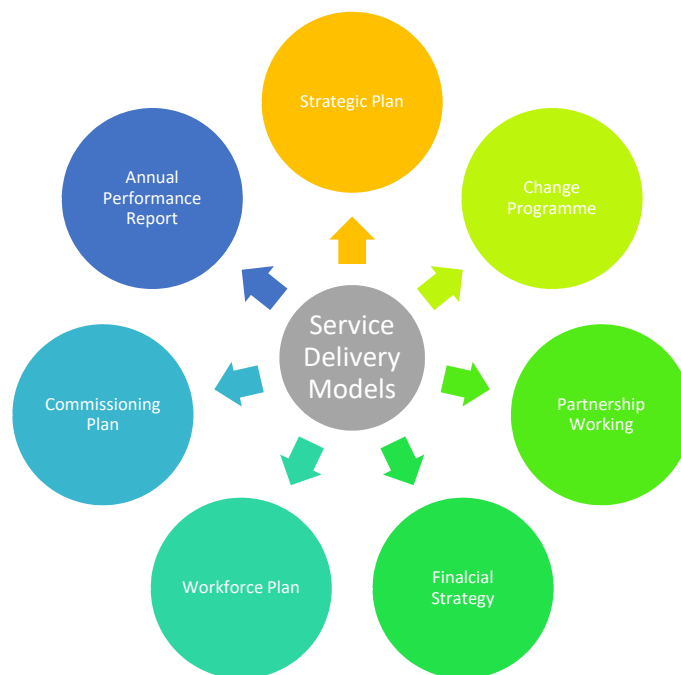 Strategic Plan
Change
Programme
Partnership
Working
Finalcial
Strategy
Workforce Plan
Commissioning
Plan
Annual
Performance
Report
Service
Delivery
Models